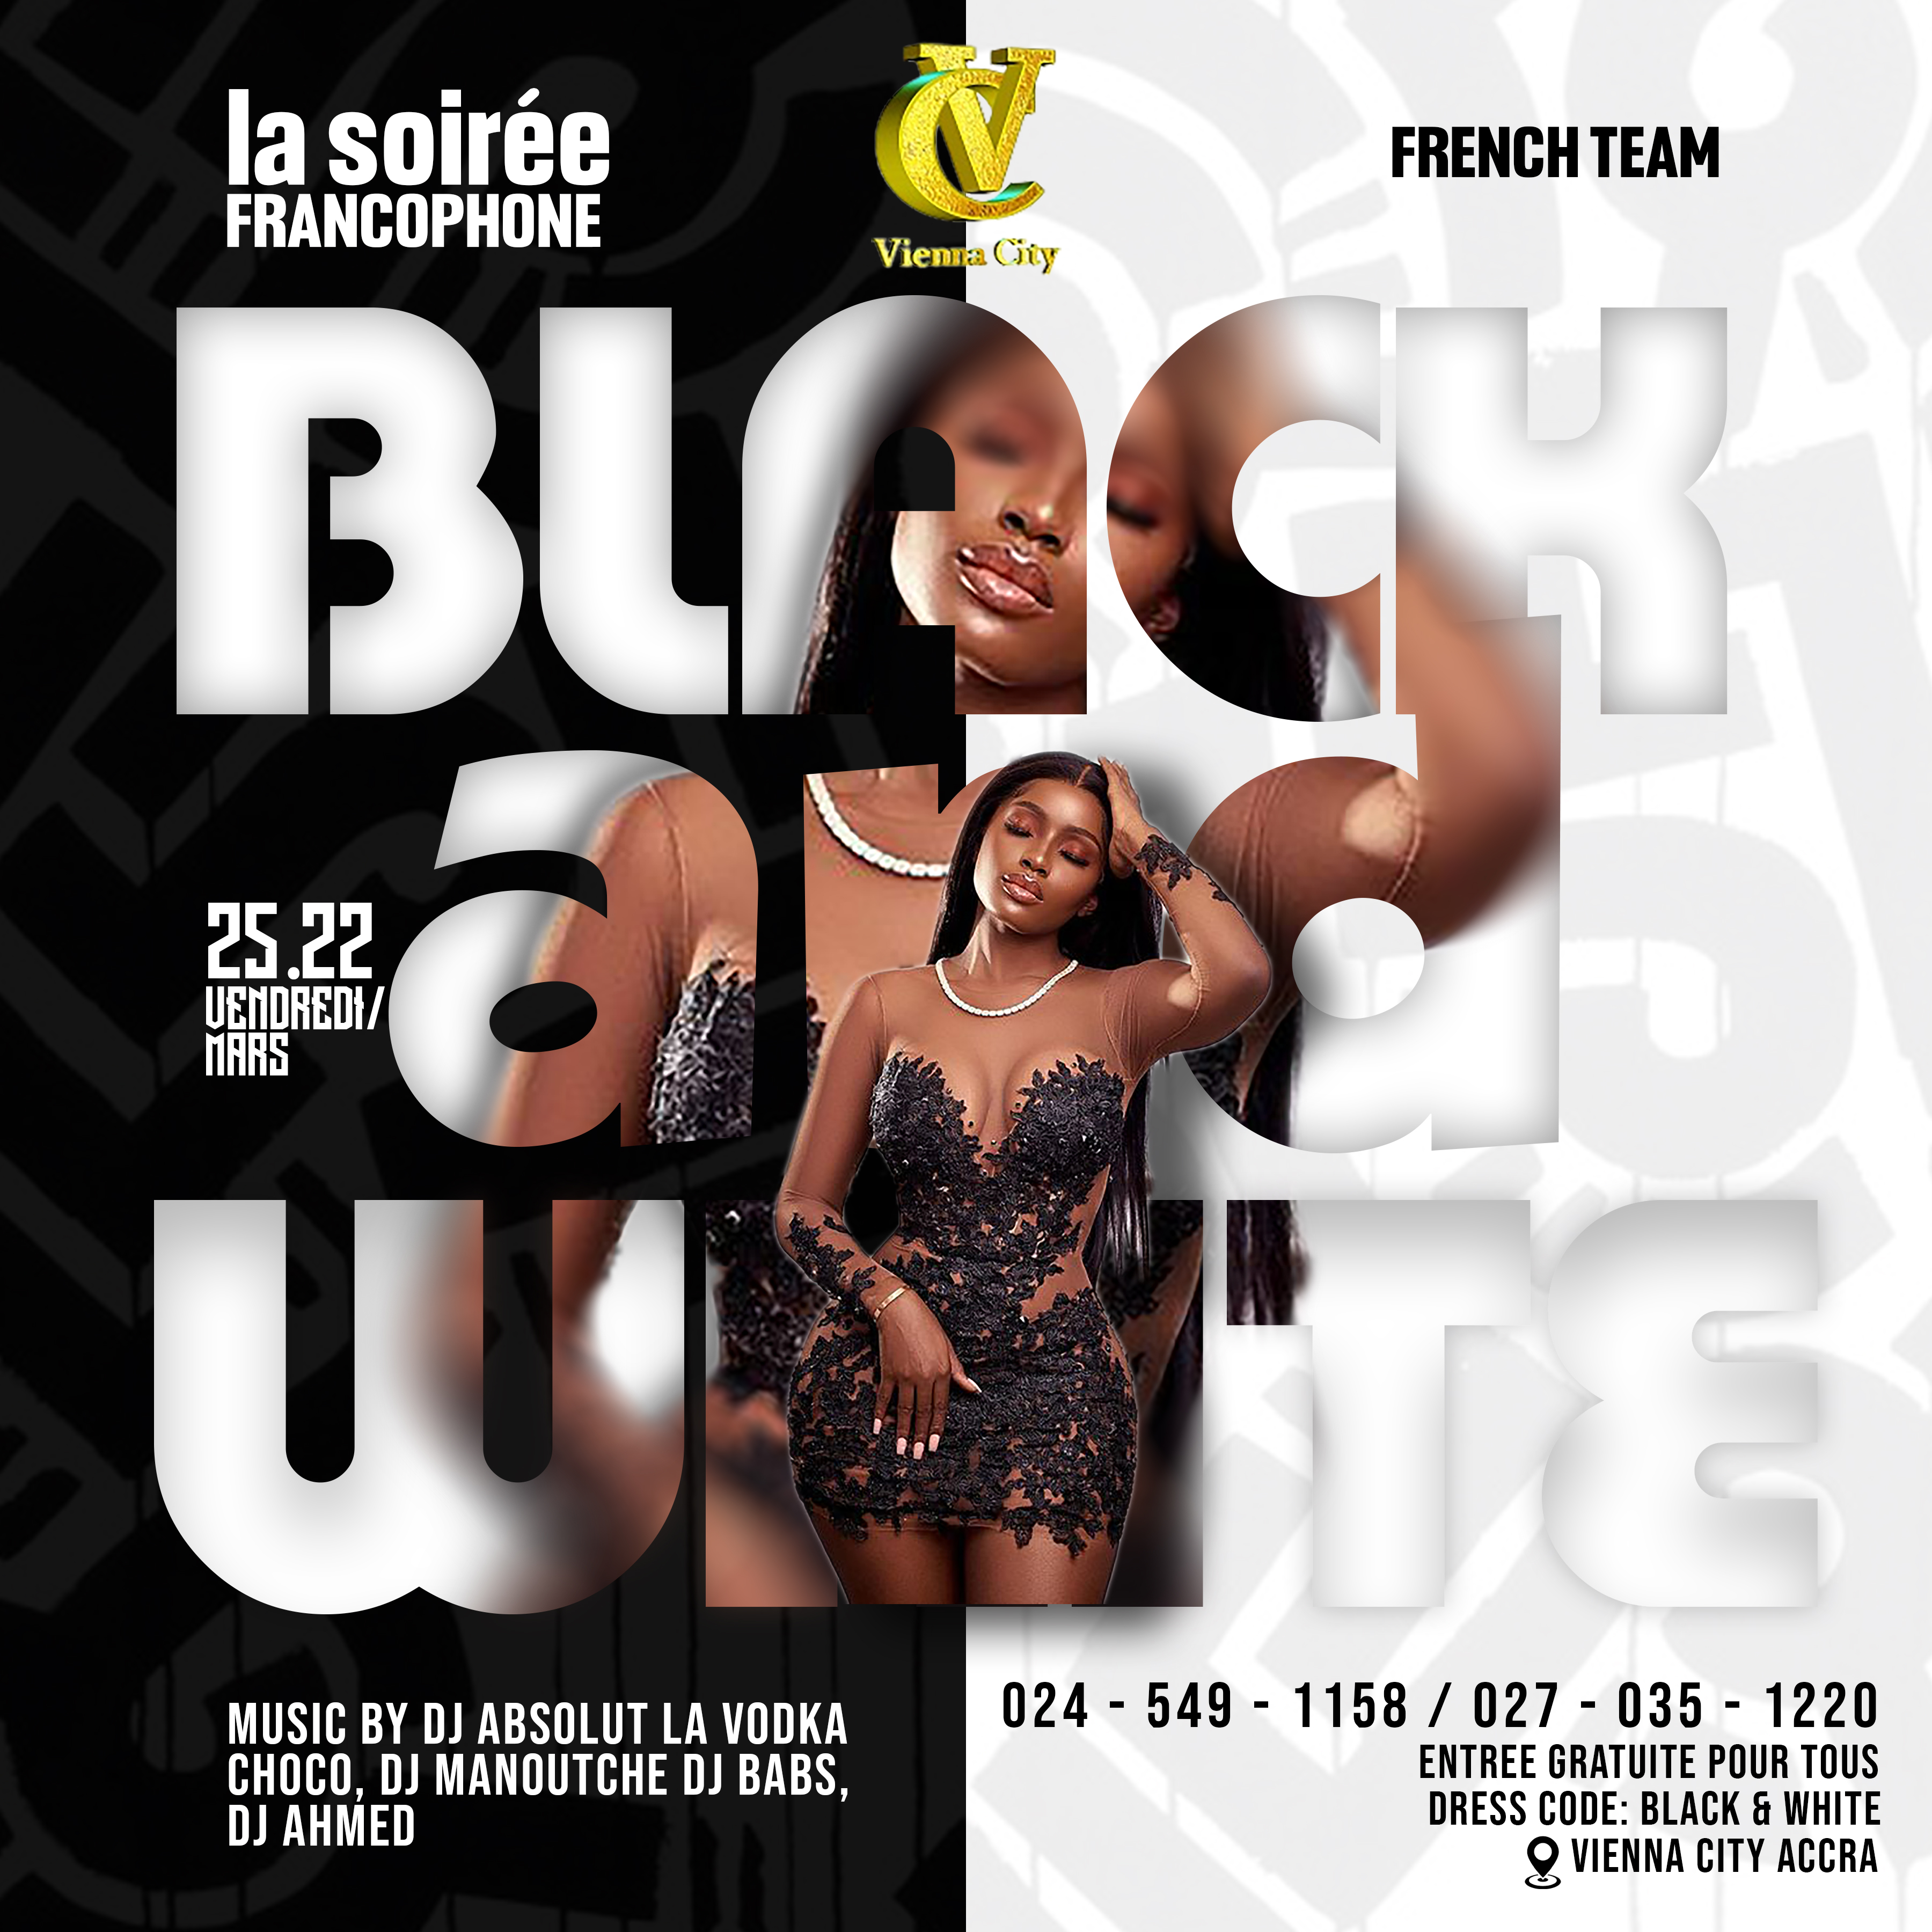 la soirée
FRANCOPHONE
VC
Vienna City
FRENCH TEAM
BLACK
and
WHITE
25.22
VENDREDI/
MARS
MUSIC BY DJ ABSOLUT LA VODKA
CHOCO, DJ MANOUTCHE DJ BABS,
DJ AHMED
024 - 549 - 1158 / 027 - 035 - 1220
ENTREE GRATUITE POUR TOUS
DRESS CODE: BLACK & WHITE
VIENNA CITY ACCRA